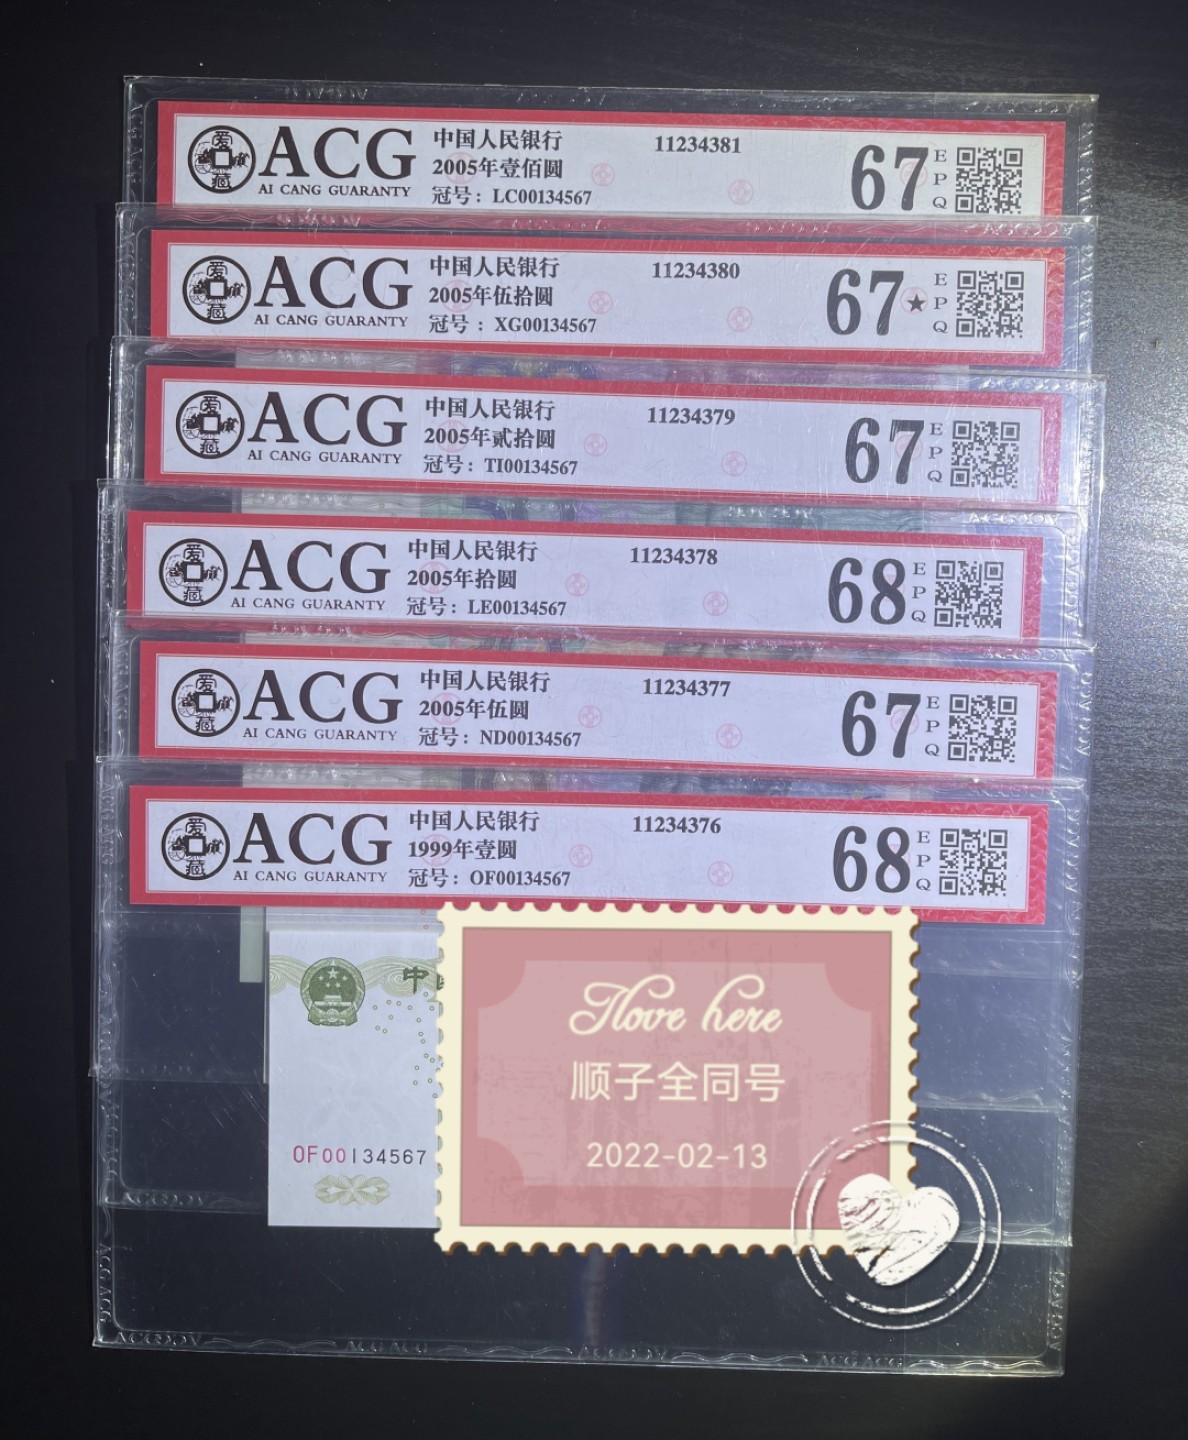 ACG
AI CANG GUARANTY
中国人民银行
2005年壹佰圆
冠号：LC00134567
11234381
67
EPQ
ACG
AI CANG GUARANTY
中国人民银行
2005年伍拾圆
冠号：XG00134567
11234380
67★
EPQ
ACG
AI CANG GUARANTY
中国人民银行
2005年贰拾圆
冠号：TI00134567
11234379
67
EPQ
ACG
AI CANG GUARANTY
中国人民银行
2005年拾圆
冠号：LE00134567
11234378
68
EPQ
ACG
AI CANG GUARANTY
中国人民银行
2005年伍圆
冠号：ND00134567
11234377
67
EPQ
ACG
AI CANG GUARANTY
中国人民银行
1999年壹圆
冠号：OF00134567
11234376
68
EPQ
中
OF00134567
I love here
顺子全同号
2022-02-13
ACG ACG
ACG ACG